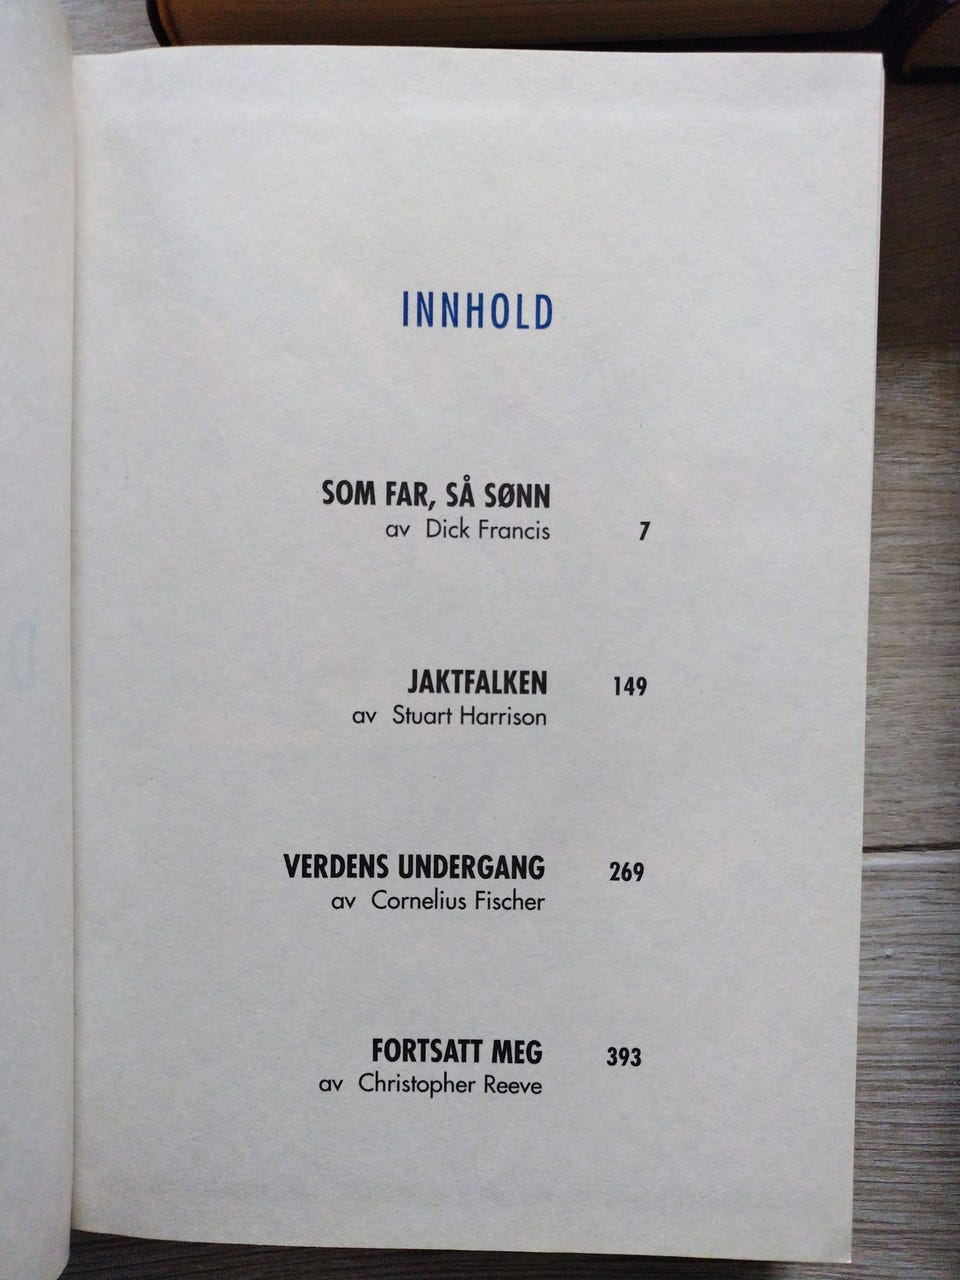 INNHOLD
SOM FAR, SÅ SØNN
av Dick Francis 7
JAKTFALKEN 149
av Stuart Harrison
VERDENS UNDERGANG 269
av Cornelius Fischer
FORTSATT MEG 393
av Christopher Reeve